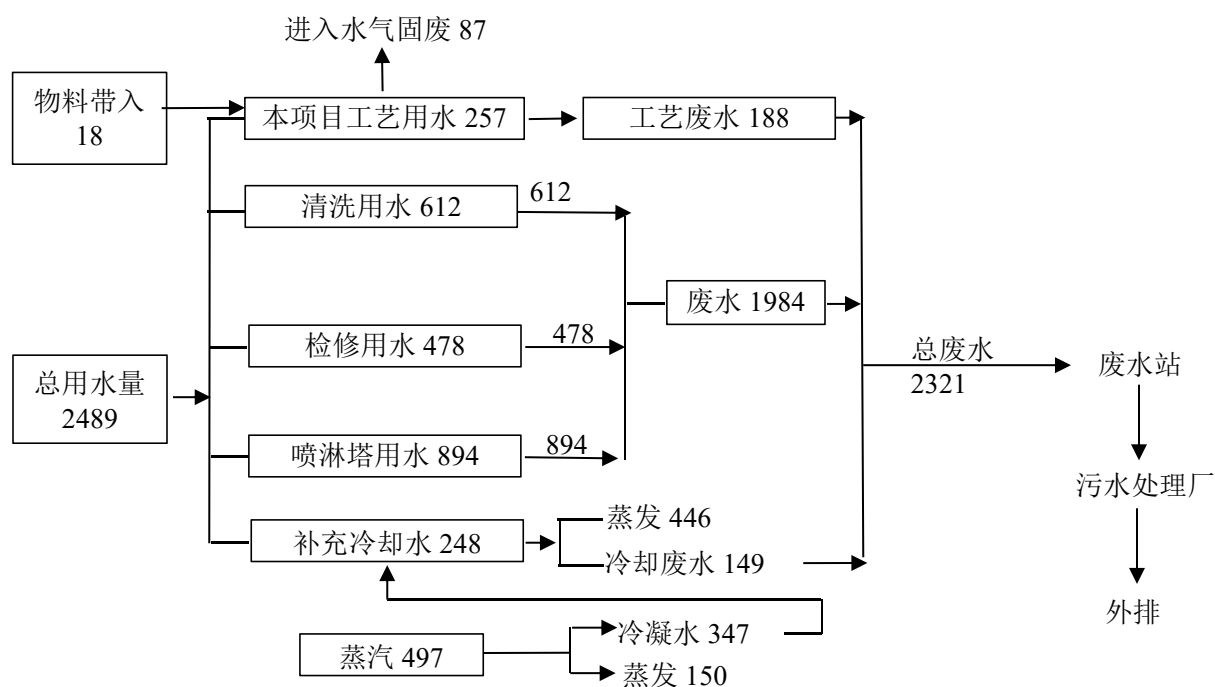 进入水气固废 87
物料带入
18
本项目工艺用水 257
工艺废水 188
清洗用水 612
612
废水 1984
检修用水 478
478
总用水量
2489
总废水
2321
废水站
喷淋塔用水 894
894
污水处理厂
补充冷却水 248
蒸发 446
冷却废水 149
外排
蒸汽 497
冷凝水 347
蒸发 150